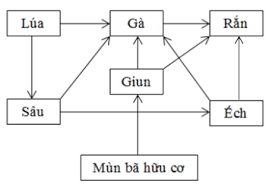 Lúa Gà Rắn
Giun
Sâu Ếch
Mùn bã hữu cơ